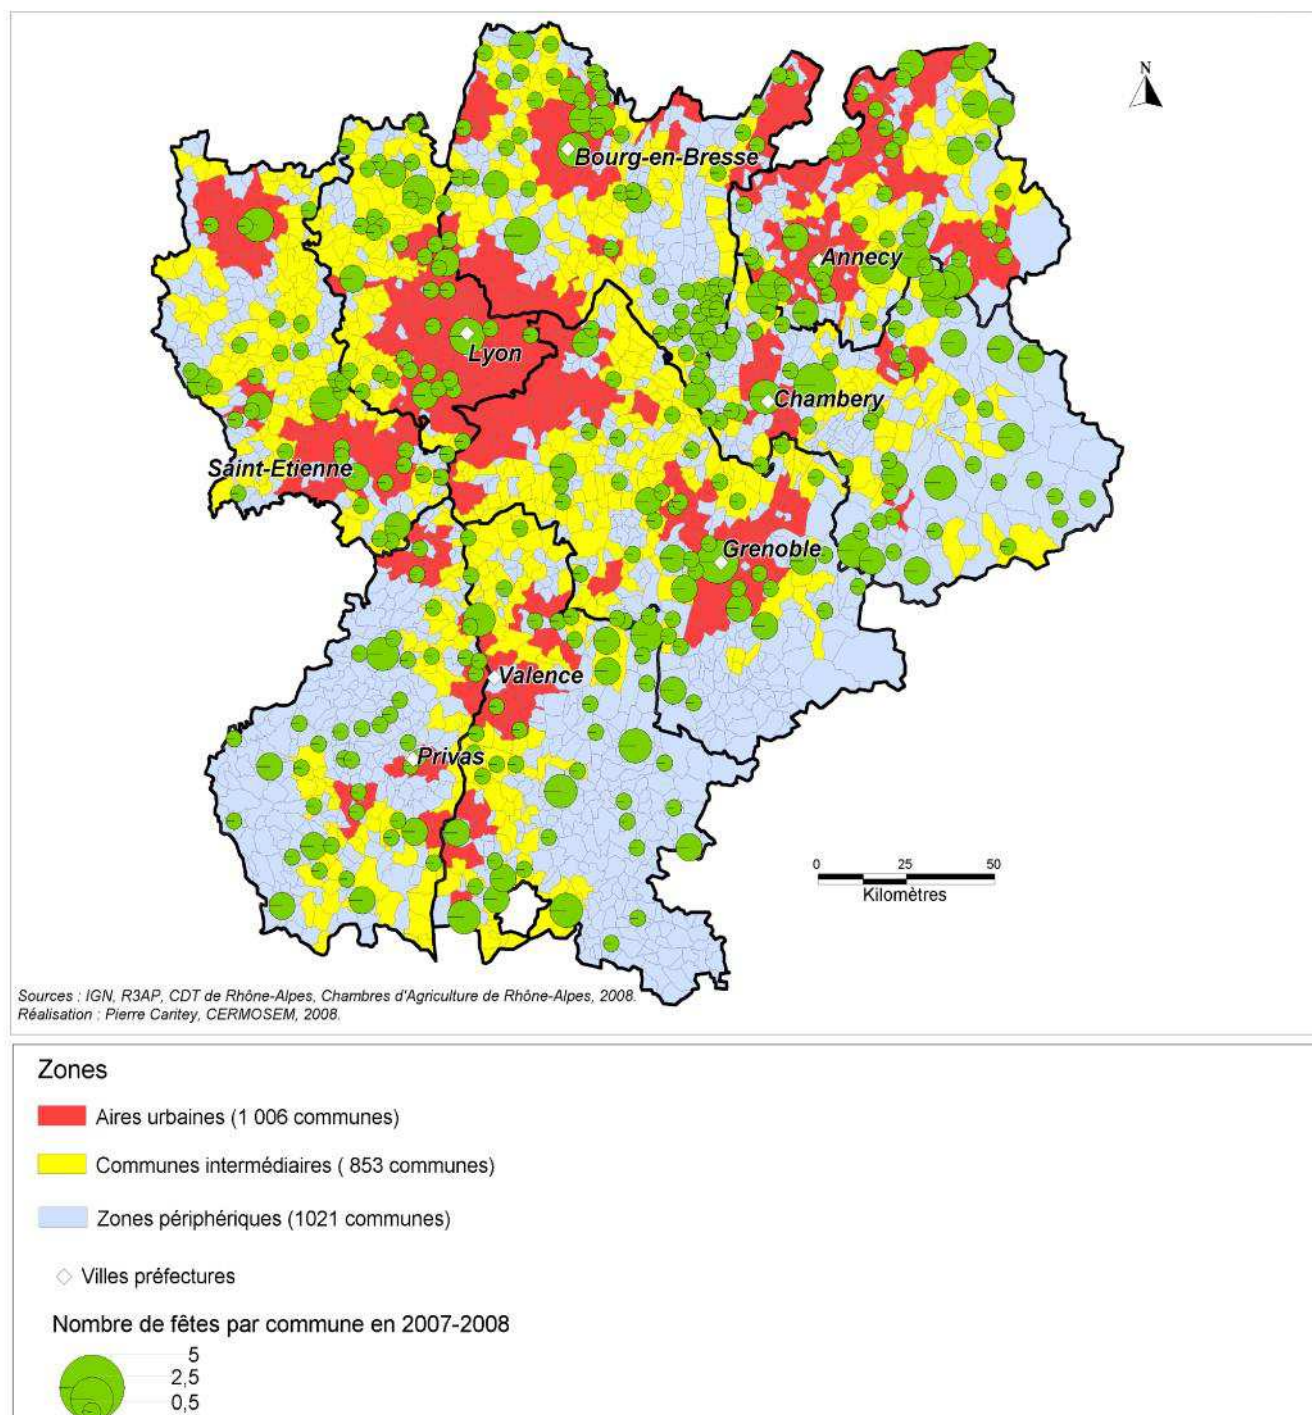 N
Bourg-en-Bresse
Annecy
Lyon
Chambery
Saint-Etienne
Grenoble
Valence
Privas
0 25 50
Kilomètres
Sources : IGN, R3AP, CDT de Rhône-Alpes, Chambres d'Agriculture de Rhône-Alpes, 2008.
Réalisation : Pierre Caritey, CERMOSEM, 2008.
Zones
Aires urbaines (1 006 communes)
Communes intermédiaires ( 853 communes)
Zones périphériques (1021 communes)
Villes préfectures
Nombre de fêtes par commune en 2007-2008
5
2,5
0,5